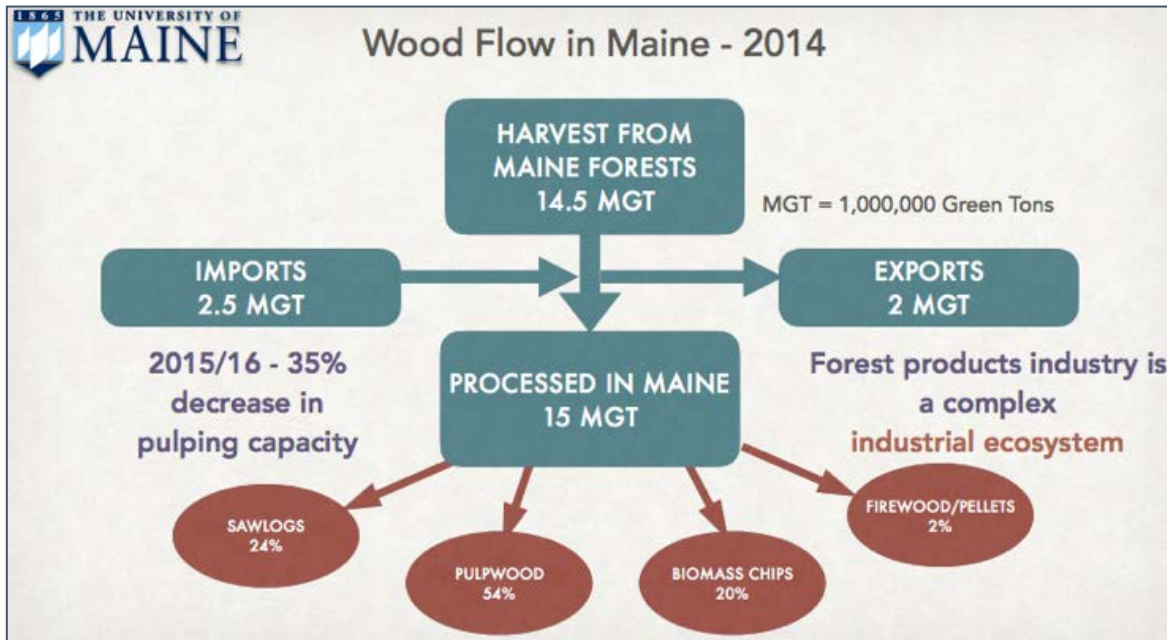 1865 THE UNIVERSITY OF
MAINE
Wood Flow in Maine - 2014
HARVEST FROM
MAINE FORESTS
14.5 MGT
MGT = 1,000,000 Green Tons
IMPORTS
2.5 MGT
EXPORTS
2 MGT
2015/16 - 35%
decrease in
pulping capacity
PROCESSED IN MAINE
15 MGT
Forest products industry is
a complex
industrial ecosystem
SAWLOGS
24%
PULPWOOD
54%
BIOMASS CHIPS
20%
FIREWOOD/PELLETS
2%